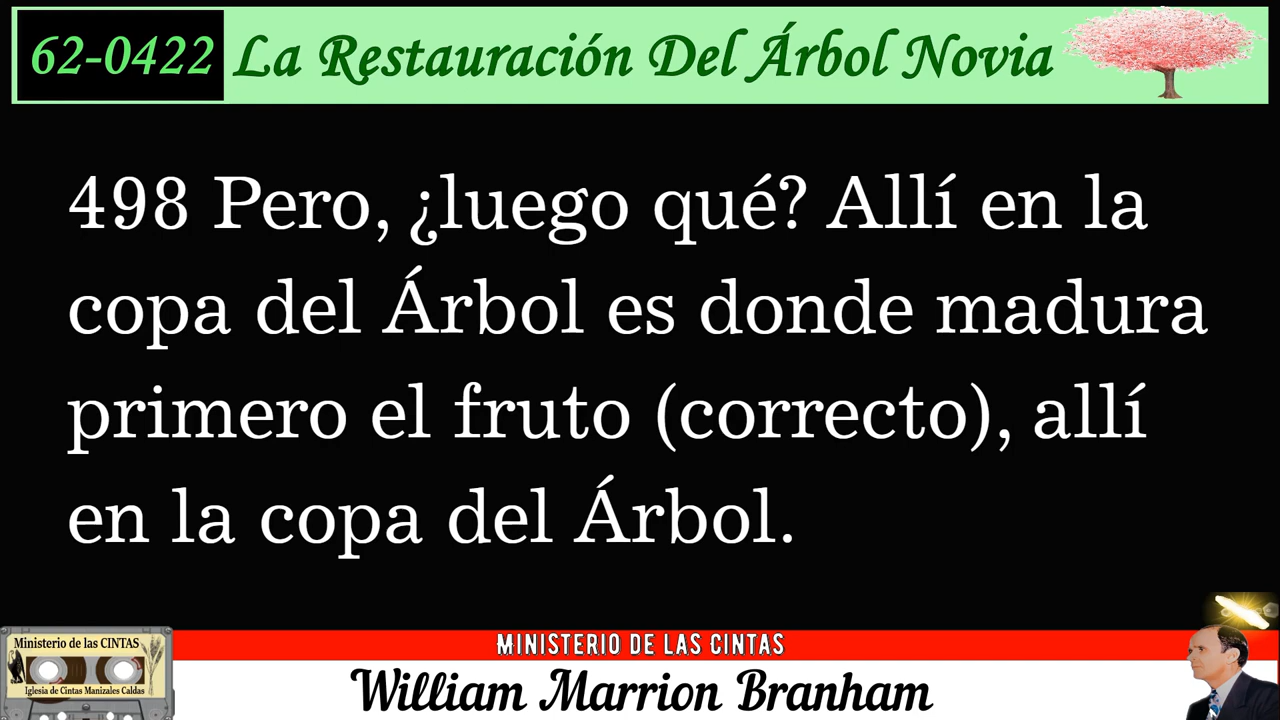 62-0422 La Restauración Del Árbol Novia
498 Pero, ¿luego qué? Allí en la
copa del Árbol es donde madura
primero el fruto (correcto), allí
en la copa del Árbol.
Ministerio de las CINTAS
Iglesia de Cintas Manizales Caldas
MINISTERIO DE LAS CINTAS
William Marrion Branham